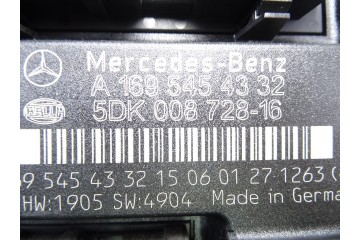 Mercedes-Benz
A 169 545 43 32
HELLA
5DK 008 728-16
9 545 43 32 15 06 01 27 1263 (
HW:1905 SW:4904 Made in German